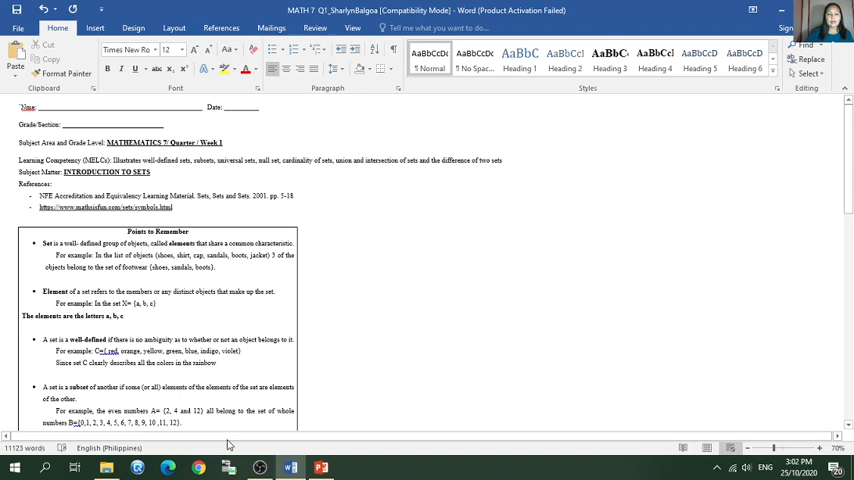 MATH 7 Q1_SharlynBalgoa [Compatibility Mode] - Word (Product Activation Failed)
File Home Insert Design Layout References Mailings Review View Tell me what you want to do...
Cut
Copy
Format Painter
Paste
Clipboard
Times New Ro 12
Font
Paragraph
AaBbCcDc AaBbCcDc AaBbC AaBbCc AaBbC AaBbCc AaBbCcD AaBbCcD
¶ Normal ¶ No Spac... Heading 1 Heading 2 Heading 3 Heading 4 Heading 5 Heading 6
Styles
Find
Replace
Select
Editing
Date:
Grade/Section:
Subject Area and Grade Level: MATHEMATICS 7/ Quarter / Week 1
Learning Competency (MELCs): Illustrates well-defined sets, subsets, universal sets, null set, cardinality of sets, union and intersection of sets and the difference of two sets
Subject Matter: INTRODUCTION TO SETS
References:
- NFE Accreditation and Equivalency Learning Material. Sets, Sets and Sets. 2001. pp. 5-18
- https://www.mathsisfun.com/sets/symbols.html
Points to Remember
• Set is a well- defined group of objects, called elements that share a common characteristic.
For example: In the list of objects (shoes, shirt, cap, sandals, boots, jacket) 3 of the
objects belong to the set of footwear {shoes, sandals, boots}.
• Element of a set refers to the members or any distinct objects that make up the set.
For example: In the set X= {a, b, c}
The elements are the letters a, b, c
• A set is a well-defined if there is no ambiguity as to whether or not an object belongs to it.
For example: C={ red, orange, yellow, green, blue, indigo, violet}
Since set C clearly describes all the colors in the rainbow
• A set is a subset of another if some (or all) elements of the elements of the set are elements
of the other.
For example, the even numbers A= {2, 4 and 12} all belong to the set of whole
numbers B={0,1, 2, 3, 4, 5, 6, 7, 8, 9, 10 ,11, 12}.
11123 words English (Philippines) 70%
ENG
3:02 PM
25/10/2020
20